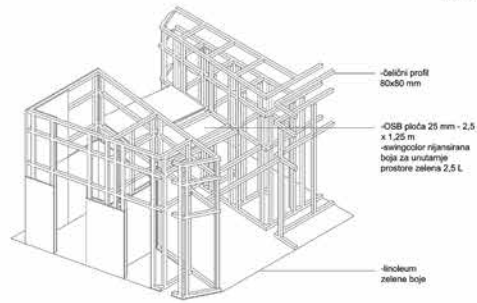 -čelični profil
80x80 mm
-OSB ploča 25 mm - 2,5
x 1,25 m
-swingcolor nijansirana
boja za unutarnje
prostore zelena 2,5 L
-linoleum
zelene boje